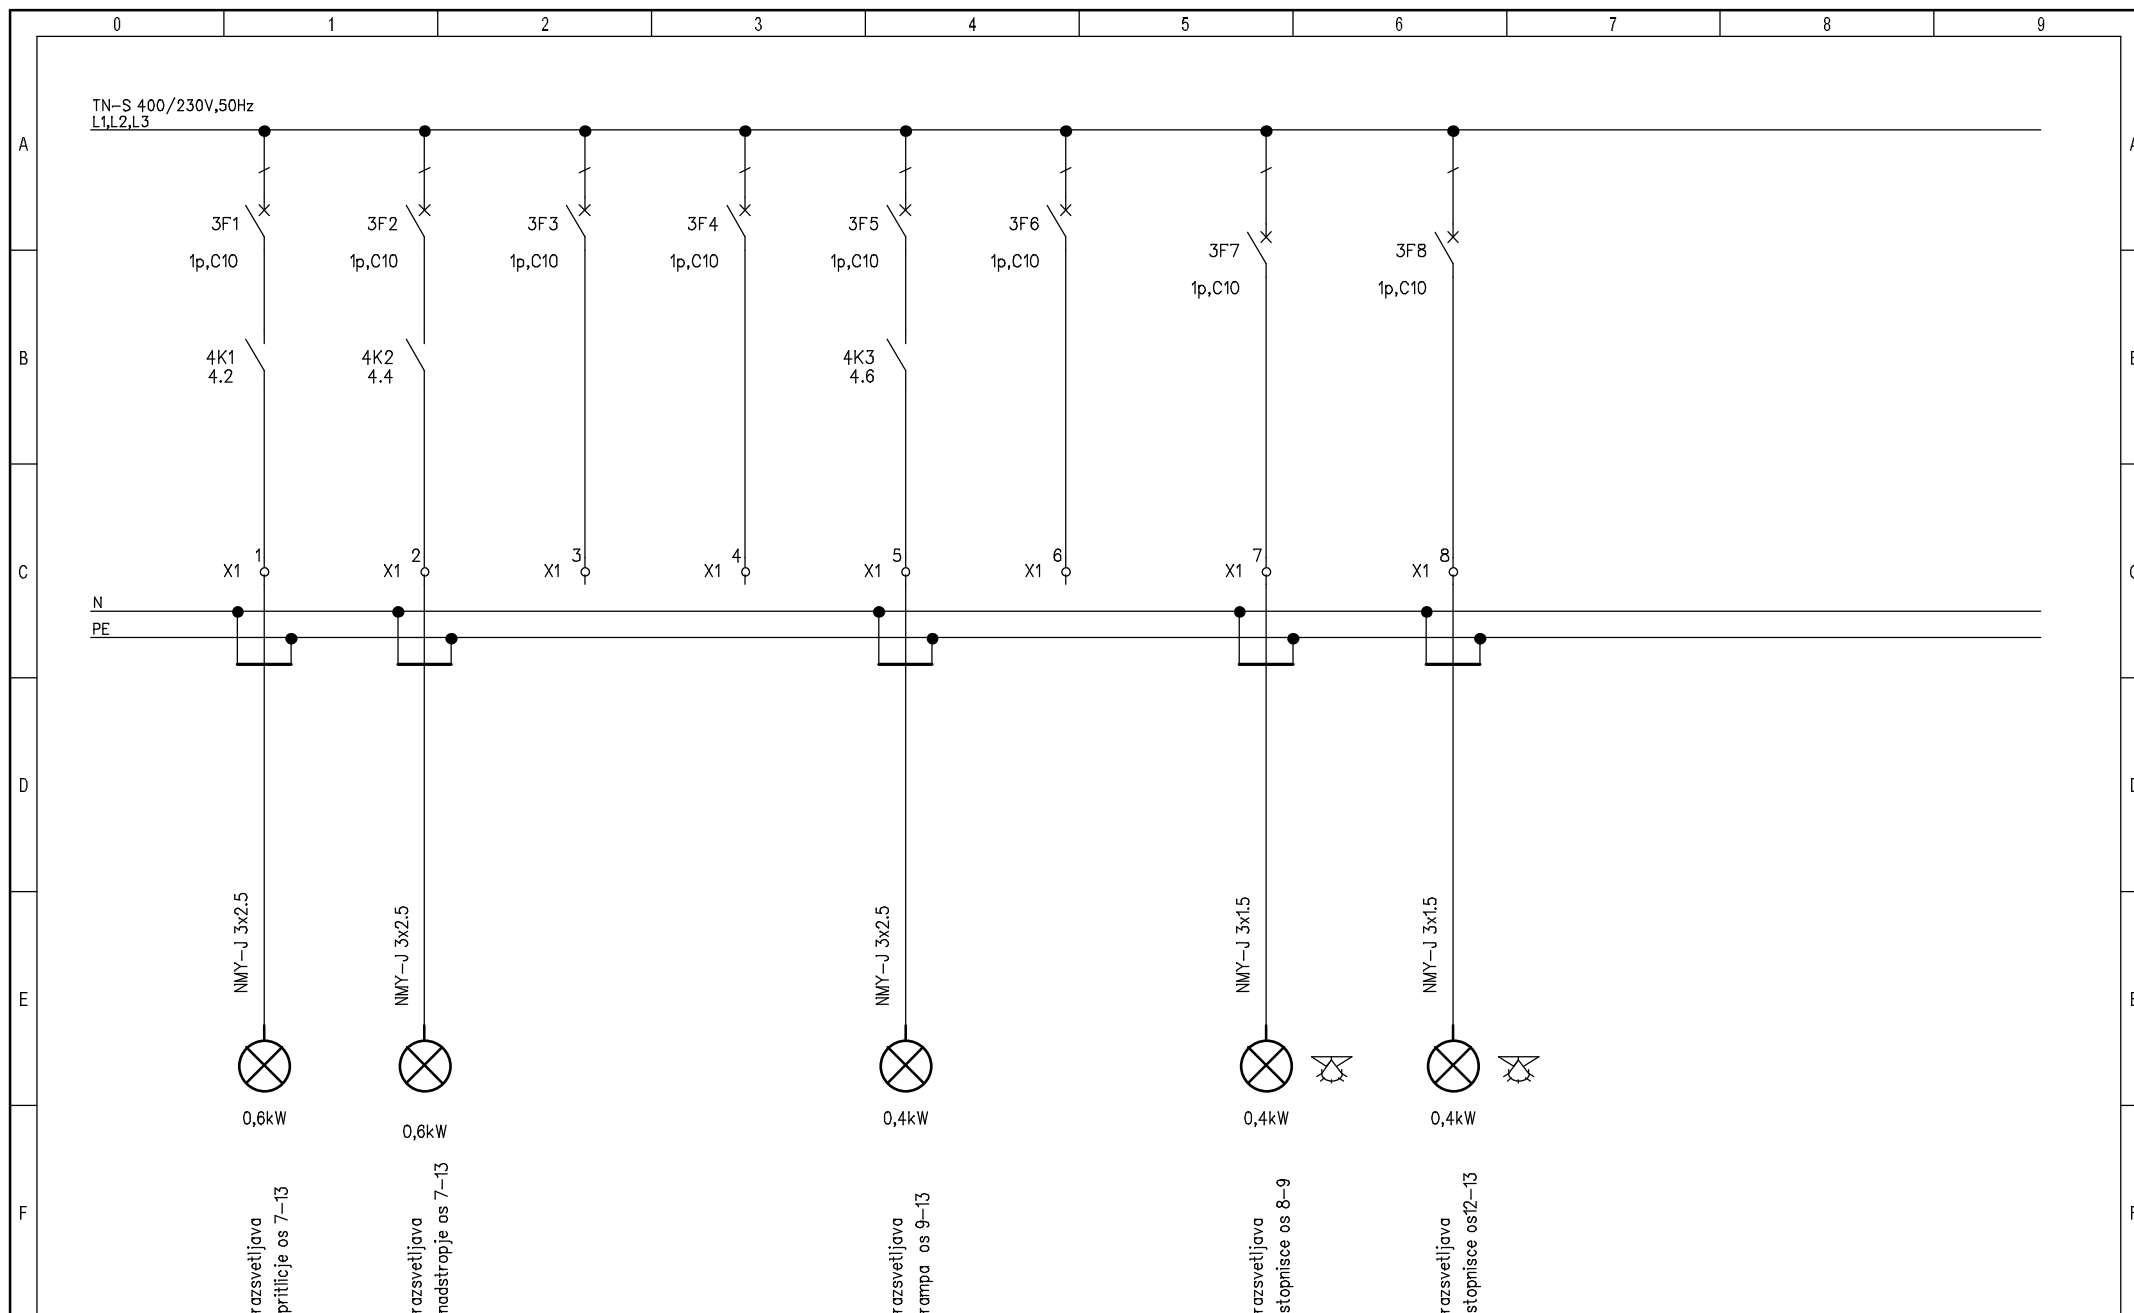 0 1 2 3 4 5 6 7 8 9
TN-S 400/230V,50Hz
L1,L2,L3
A A
3F1 3F2 3F3 3F4 3F5 3F6
3F7 3F8
1p,C10 1p,C10 1p,C10 1p,C10 1p,C10 1p,C10
1p,C10 1p,C10
B
4K1 4K2 4K3
4.2 4.4 4.6
1 2 3 4 5 6 7 8
X1 X1 X1 X1 X1 X1 X1 X1
C
N
PE
D
NMY-J 3x2.5
NMY-J 3x2.5
NMY-J 3x2.5
NMY-J 3x1.5
NMY-J 3x1.5
E
0,6kW
0,6kW
0,4kW
0,4kW
0,4kW
F
razsvetljava
pritlicje os 7-13
razsvetljava
nadstropje os 7-13
razsvetljava
rampa os 9-13
razsvetljava
stopnisce os 8-9
razsvetljava
stopnisce os12-13